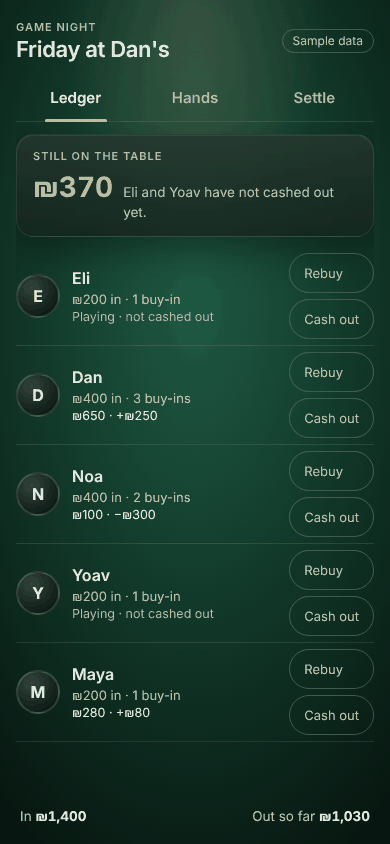 GAME NIGHT
Friday at Dan's
Sample data
Ledger
Hands
Settle
STILL ON THE TABLE
₪370 Eli and Yoav have not cashed out
yet.
E
Eli
₪200 in · 1 buy-in
Playing · not cashed out
Rebuy
Cash out
D
Dan
₪400 in · 3 buy-ins
₪650 · +₪250
Rebuy
Cash out
N
Noa
₪400 in · 2 buy-ins
₪100 · −₪300
Rebuy
Cash out
Y
Yoav
₪200 in · 1 buy-in
Playing · not cashed out
Rebuy
Cash out
M
Maya
₪200 in · 1 buy-in
₪280 · +₪80
Rebuy
Cash out
In ₪1,400
Out so far ₪1,030